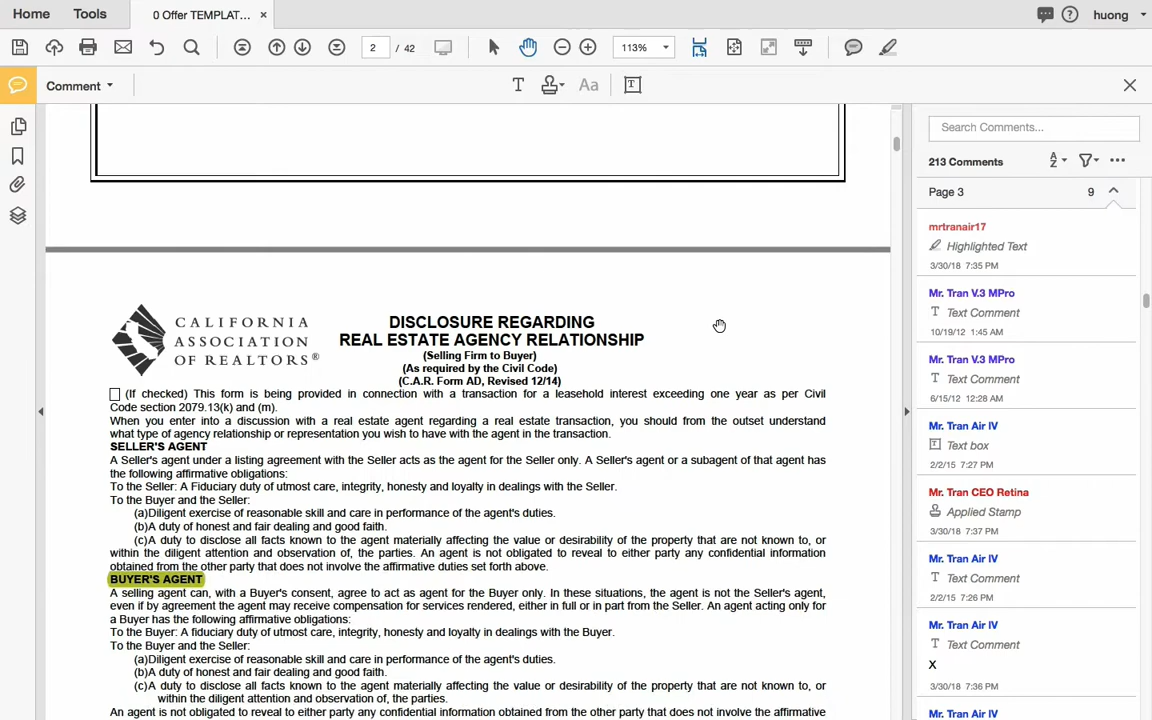 Home Tools 0 Offer TEMPLAT... × huong
2 / 42 113%
Comment T Aa T
Search Comments...
213 Comments
Page 3 9
mrtranair17
Highlighted Text
3/30/18 7:35 PM
Mr. Tran V.3 MPro
T Text Comment
10/19/12 1:45 AM
Mr. Tran V.3 MPro
T Text Comment
6/15/12 12:28 AM
Mr. Tran Air IV
Text box
2/2/15 7:27 PM
Mr. Tran CEO Retina
Applied Stamp
3/30/18 7:37 PM
Mr. Tran Air IV
T Text Comment
2/2/15 7:26 PM
Mr. Tran Air IV
T Text Comment
X
3/30/18 7:36 PM
Mr. Tran Air IV
CALIFORNIA
ASSOCIATION
OF REALTORS®
DISCLOSURE REGARDING
REAL ESTATE AGENCY RELATIONSHIP
(Selling Firm to Buyer)
(As required by the Civil Code)
(C.A.R. Form AD, Revised 12/14)
(If checked) This form is being provided in connection with a transaction for a leasehold interest exceeding one year as per Civil
Code section 2079.13(k) and (m).
When you enter into a discussion with a real estate agent regarding a real estate transaction, you should from the outset understand
what type of agency relationship or representation you wish to have with the agent in the transaction.
SELLER'S AGENT
A Seller's agent under a listing agreement with the Seller acts as the agent for the Seller only. A Seller's agent or a subagent of that agent has
the following affirmative obligations:
To the Seller: A Fiduciary duty of utmost care, integrity, honesty and loyalty in dealings with the Seller.
To the Buyer and the Seller:
(a)Diligent exercise of reasonable skill and care in performance of the agent's duties.
(b)A duty of honest and fair dealing and good faith.
(c)A duty to disclose all facts known to the agent materially affecting the value or desirability of the property that are not known to, or
within the diligent attention and observation of, the parties. An agent is not obligated to reveal to either party any confidential information
obtained from the other party that does not involve the affirmative duties set forth above.
BUYER'S AGENT
A selling agent can, with a Buyer's consent, agree to act as agent for the Buyer only. In these situations, the agent is not the Seller's agent,
even if by agreement the agent may receive compensation for services rendered, either in full or in part from the Seller. An agent acting only for
a Buyer has the following affirmative obligations:
To the Buyer: A fiduciary duty of utmost care, integrity, honesty and loyalty in dealings with the Buyer.
To the Buyer and the Seller:
(a)Diligent exercise of reasonable skill and care in performance of the agent's duties.
(b)A duty of honest and fair dealing and good faith.
(c)A duty to disclose all facts known to the agent materially affecting the value or desirability of the property that are not known to, or
within the diligent attention and observation of, the parties.
An agent is not obligated to reveal to either party any confidential information obtained from the other party that does not involve the affirmative